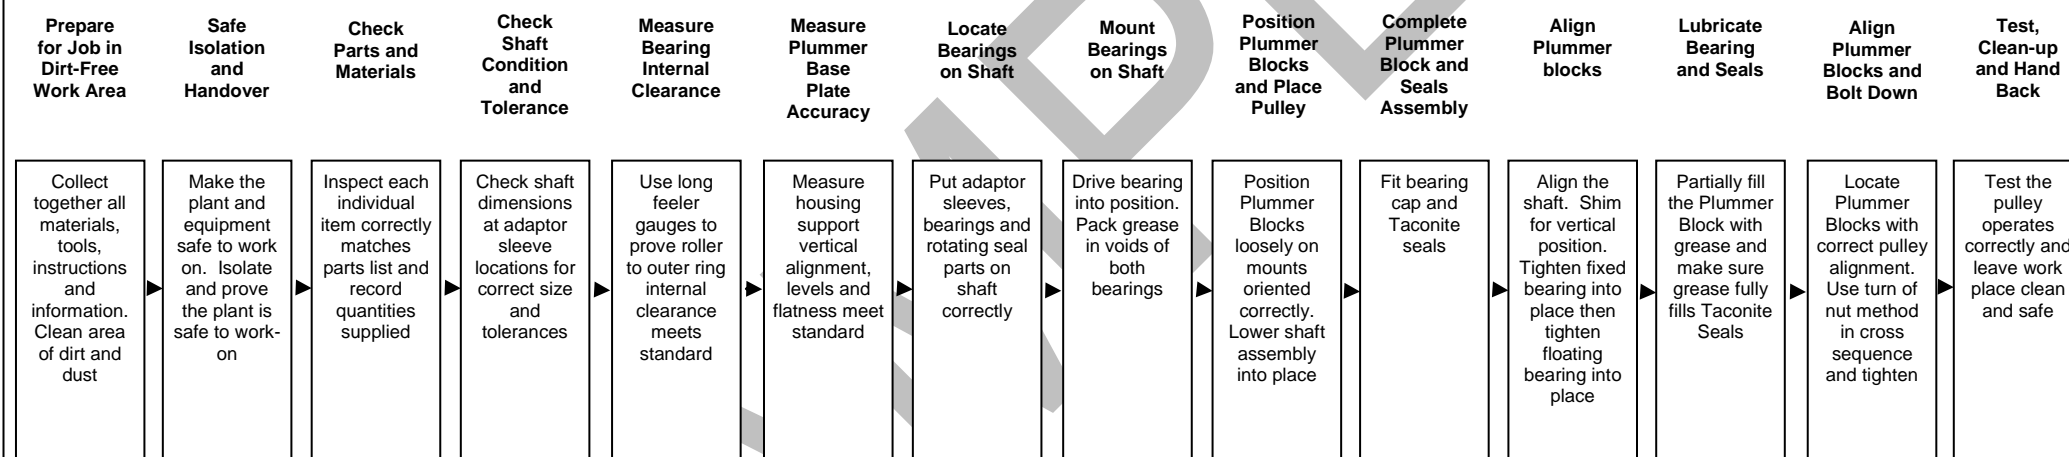 Prepare
for Job in
Dirt-Free
Work Area
Safe
Isolation
and
Handover
Check
Parts and
Materials
Check
Shaft
Condition
and
Tolerance
Measure
Bearing
Internal
Clearance
Measure
Plummer
Base
Plate
Accuracy
Locate
Bearings
on Shaft
Mount
Bearings
on Shaft
Position
Plummer
Blocks
and Place
Pulley
Complete
Plummer
Block and
Seals
Assembly
Align
Plummer
blocks
Lubricate
Bearing
and Seals
Align
Plummer
Blocks and
Bolt Down
Test,
Clean-up
and Hand
Back
Collect
together all
materials,
tools,
instructions
and
information.
Clean area
of dirt and
dust
Make the
plant and
equipment
safe to work
on. Isolate
and prove
the plant is
safe to work-
on
Inspect each
individual
item correctly
matches
parts list and
record
quantities
supplied
Check shaft
dimensions
at adaptor
sleeve
locations for
correct size
and
tolerances
Use long
feeler
gauges to
prove roller
to outer ring
internal
clearance
meets
standard
Measure
housing
support
vertical
alignment,
levels and
flatness meet
standard
Put adaptor
sleeves,
bearings and
rotating seal
parts on
shaft
correctly
Drive bearing
into position.
Pack grease
in voids of
both
bearings
Position
Plummer
Blocks
loosely on
mounts
oriented
correctly.
Lower shaft
assembly
into place
Fit bearing
cap and
Taconite
seals
Align the
shaft. Shim
for vertical
position.
Tighten fixed
bearing into
place then
tighten
floating
bearing into
place
Partially fill
the Plummer
Block with
grease and
make sure
grease fully
fills Taconite
Seals
Locate
Plummer
Blocks with
correct pulley
alignment.
Use turn of
nut method
in cross
sequence
and tighten
Test the
pulley
operates
correctly and
leave work
place clean
and safe